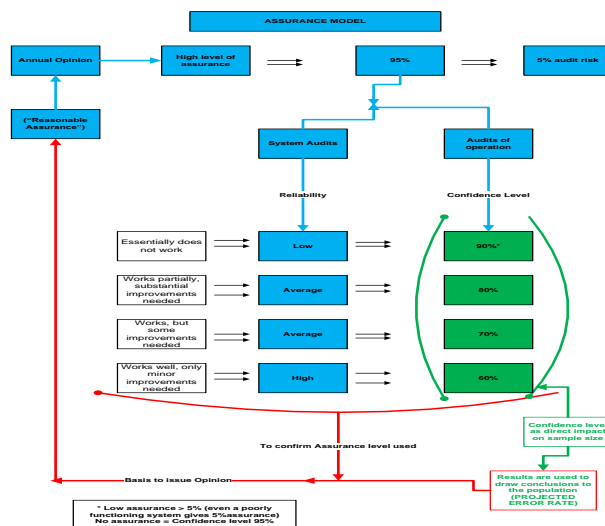 ASSURANCE MODEL
Annual Opinion
High level of
assurance
95%
5% audit risk
("Reasonable
Assurance")
System Audits
Audits of
operation
Reliability
Confidence Level
Essentially does
not work
Low
90%*
Works partially,
substantial
improvements
needed
Average
80%
Works, but
some
improvements
needed
Average
70%
Works well, only
minor
improvements
needed
High
60%
Confidence level
as direct impact
on sample size
To confirm Assurance level used
Basis to issue Opinion
Results are used to
draw conclusions to
the population
(PROJECTED
ERROR RATE)
* Low assurance > 5% (even a poorly
functioning system gives 5%assurance)
No assurance = Confidence level 95%